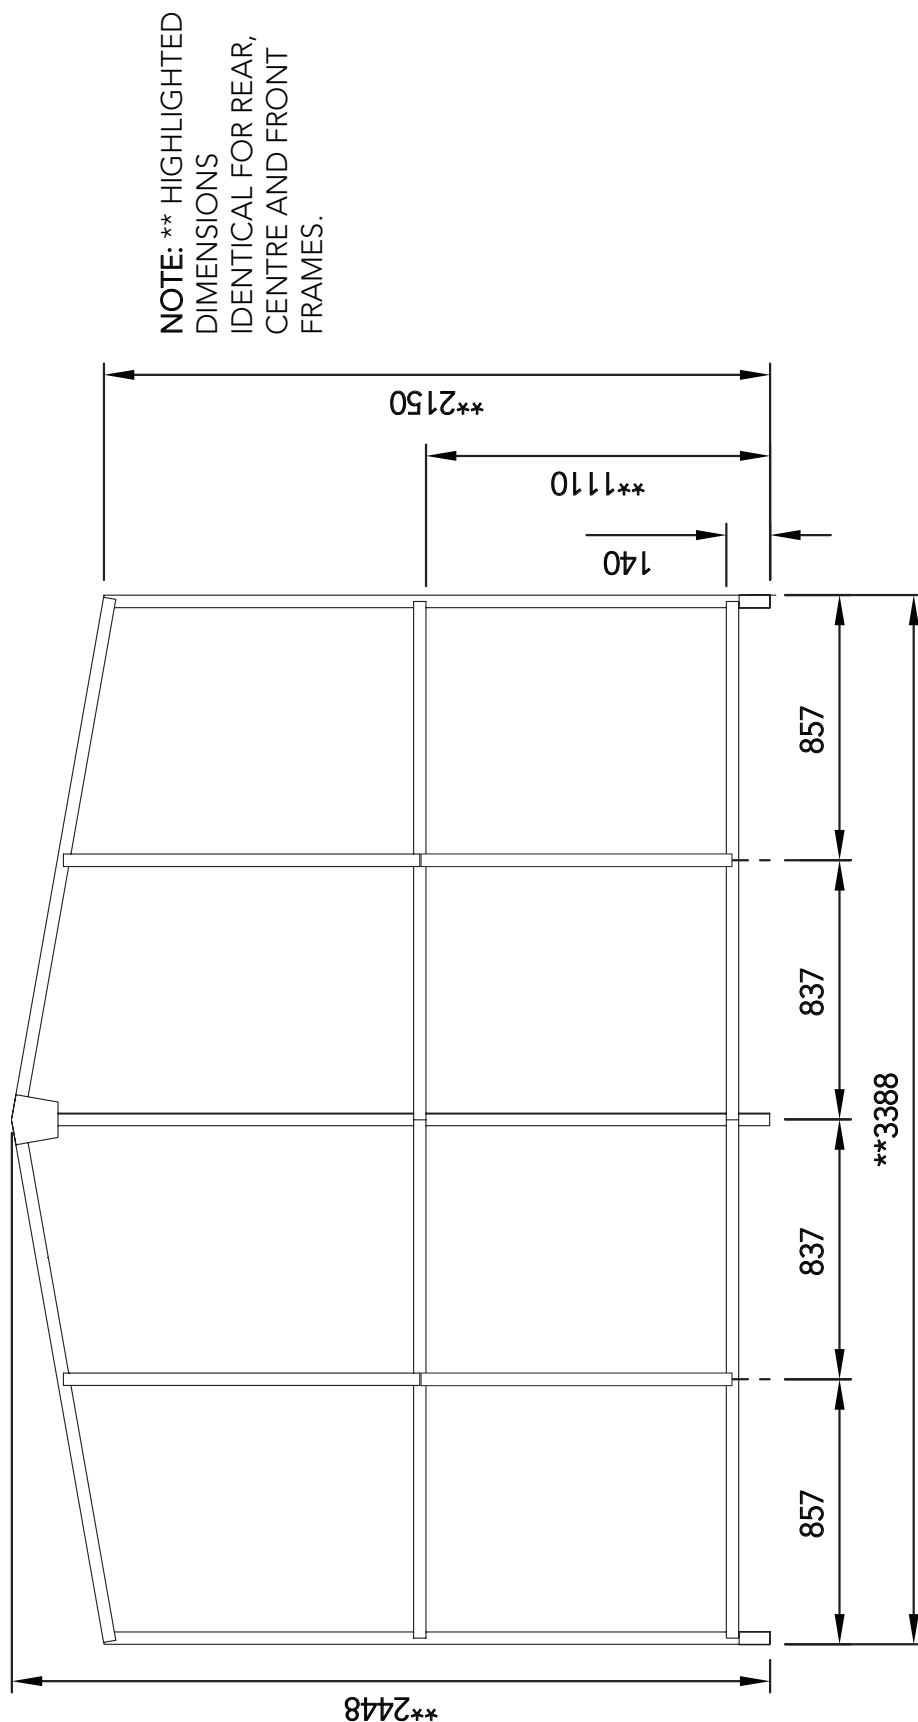 NOTE: ** HIGHLIGHTED
DIMENSIONS
IDENTICAL FOR REAR,
CENTRE AND FRONT
FRAMES.
**2150
**1110
140
857
837
**3388
837
857
**2448